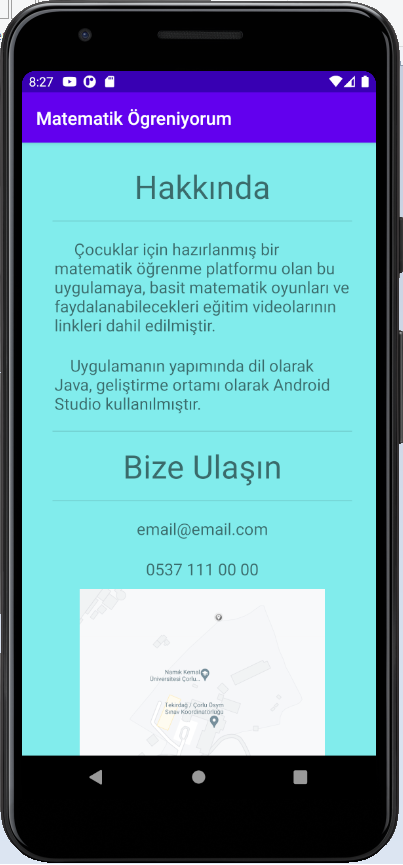 8:27
Matematik Ögreniyorum
Hakkında
Çocuklar için hazırlanmış bir
matematik öğrenme platformu olan bu
uygulamaya, basit matematik oyunları ve
faydalanabilecekleri eğitim videolarının
linkleri dahil edilmiştir.
Uygulamanın yapımında dil olarak
Java, geliştirme ortamı olarak Android
Studio kullanılmıştır.
Bize Ulaşın
email@email.com
0537 111 00 00
Namık Kemal
Üniversitesi Çorlu...
Tekirdağ / Çorlu Ösym
Sınav Koordinatörlüğü